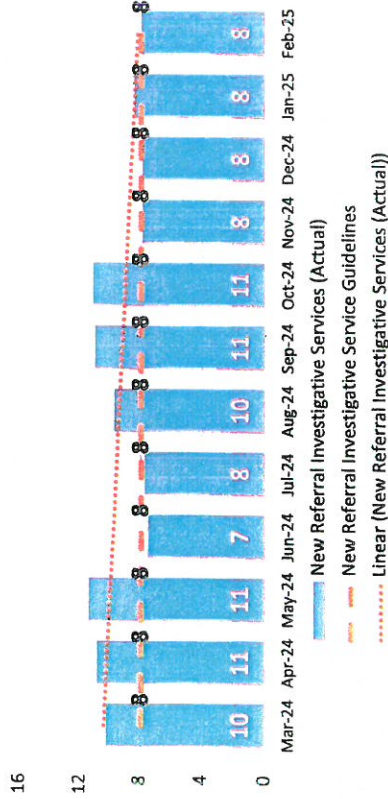 16
12
8
4
0
8 8 8 8 8 8 8 8 8 8 8 8
10 11 11 7 8 10 11 11 8 8 8 8
Mar-24 Apr-24 May-24 Jun-24 Jul-24 Aug-24 Sep-24 Oct-24 Nov-24 Dec-24 Jan-25 Feb-25
New Referral Investigative Services (Actual)
New Referral Investigative Service Guidelines
Linear (New Referral Investigative Services (Actual))